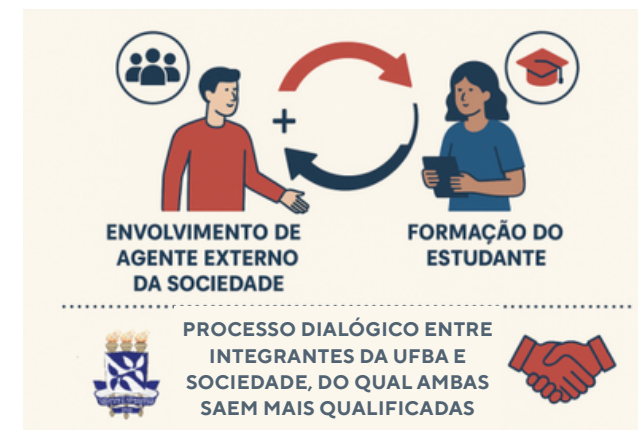 ENVOLVIMENTO DE
AGENTE EXTERNO
DA SOCIEDADE
FORMAÇÃO DO
ESTUDANTE
PROCESSO DIALÓGICO ENTRE
INTEGRANTES DA UFBA E
SOCIEDADE, DO QUAL AMBAS
SAEM MAIS QUALIFICADAS